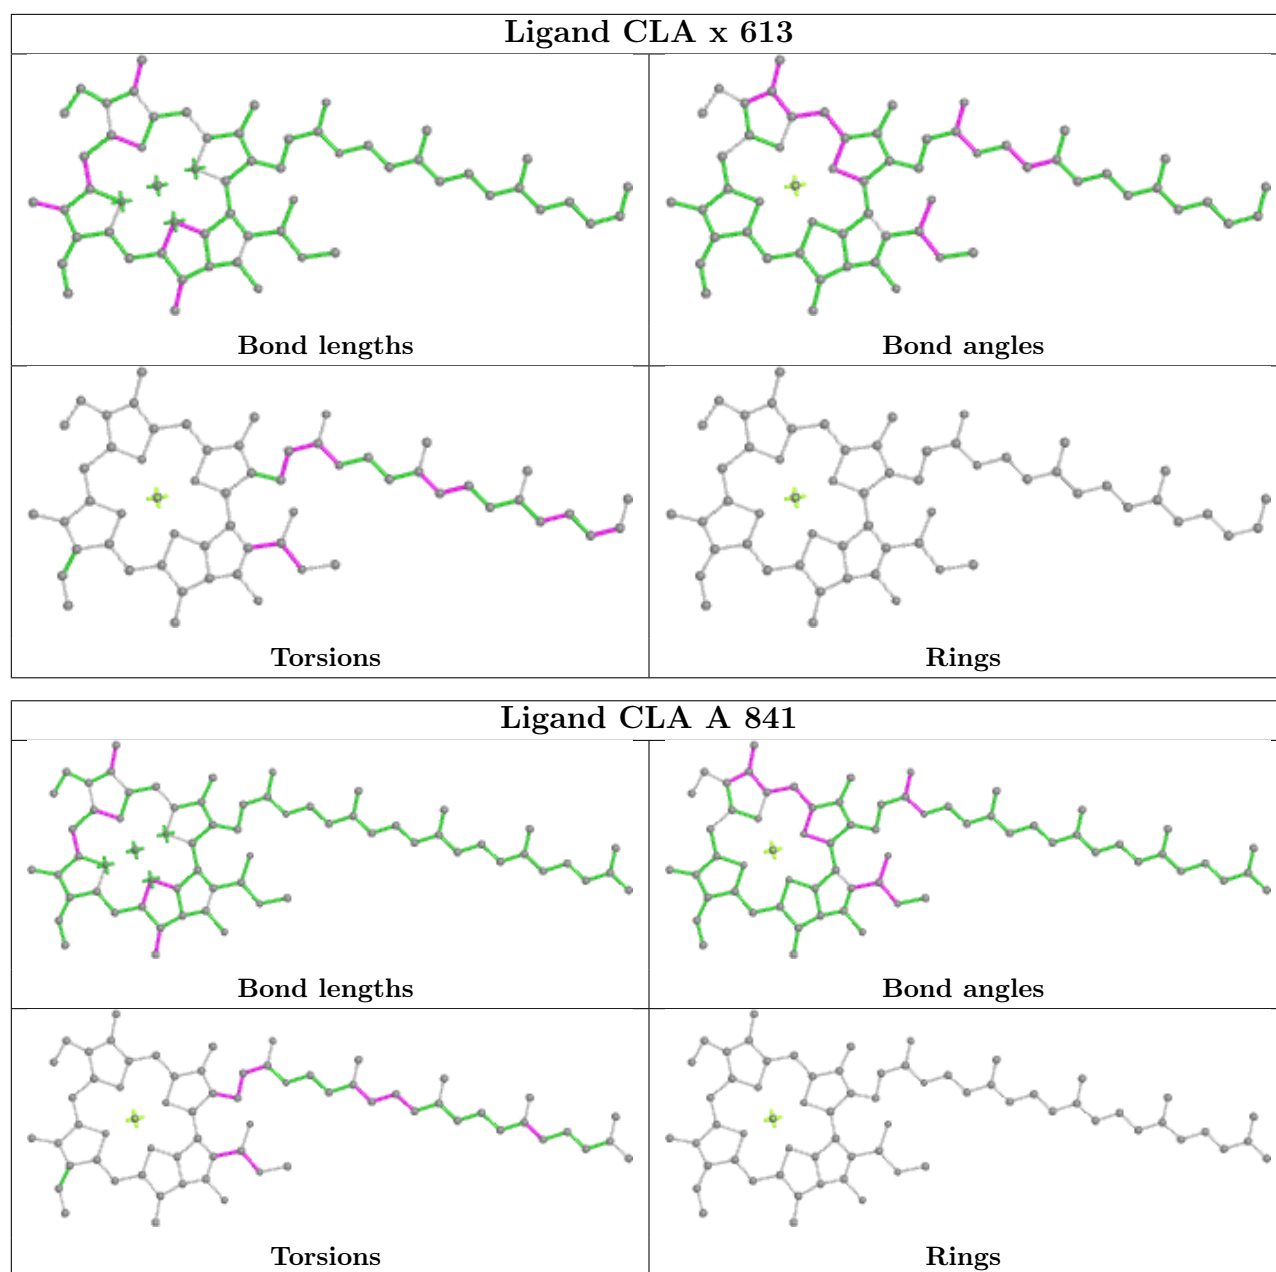 Ligand CLA x 613
Bond lengths
Bond angles
Torsions
Rings
Ligand CLA A 841
Bond lengths
Bond angles
Torsions
Rings